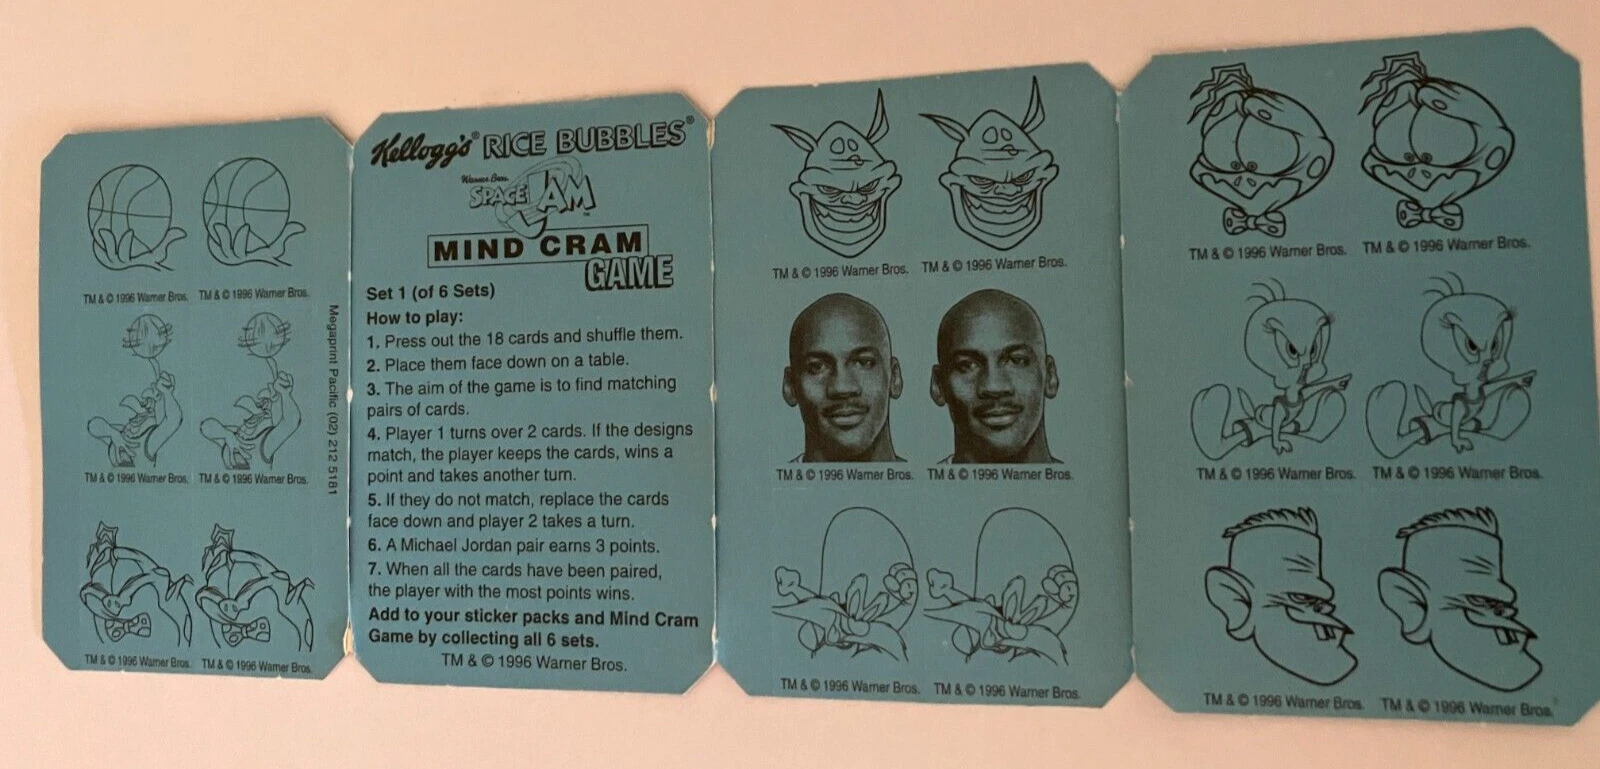 TM & © 1996 Warner Bros. TM & © 1996 Warner Bros.
TM & © 1996 Warner Bros. TM & © 1996 Warner Bros.
TM & © 1996 Warner Bros. TM & © 1996 Warner Bros.
Megaprint Pacific (02) 212 5181
Kellogg's® RICE BUBBLES®
Warner Bros.
SPACE JAM™
MIND CRAM
GAME
Set 1 (of 6 Sets)
How to play:
1. Press out the 18 cards and shuffle them.
2. Place them face down on a table.
3. The aim of the game is to find matching
pairs of cards.
4. Player 1 turns over 2 cards. If the designs
match, the player keeps the cards, wins a
point and takes another turn.
5. If they do not match, replace the cards
face down and player 2 takes a turn.
6. A Michael Jordan pair earns 3 points.
7. When all the cards have been paired,
the player with the most points wins.
Add to your sticker packs and Mind Cram
Game by collecting all 6 sets.
TM & © 1996 Warner Bros.
TM & © 1996 Warner Bros. TM & © 1996 Warner Bros.
TM & © 1996 Warner Bros. TM & © 1996 Warner Bros.
TM & © 1996 Warner Bros. TM & © 1996 Warner Bros.
TM & © 1996 Warner Bros. TM & © 1996 Warner Bros.
TM & © 1996 Warner Bros. TM & © 1996 Warner Bros.
TM & © 1996 Warner Bros. TM & © 1996 Warner Bros.